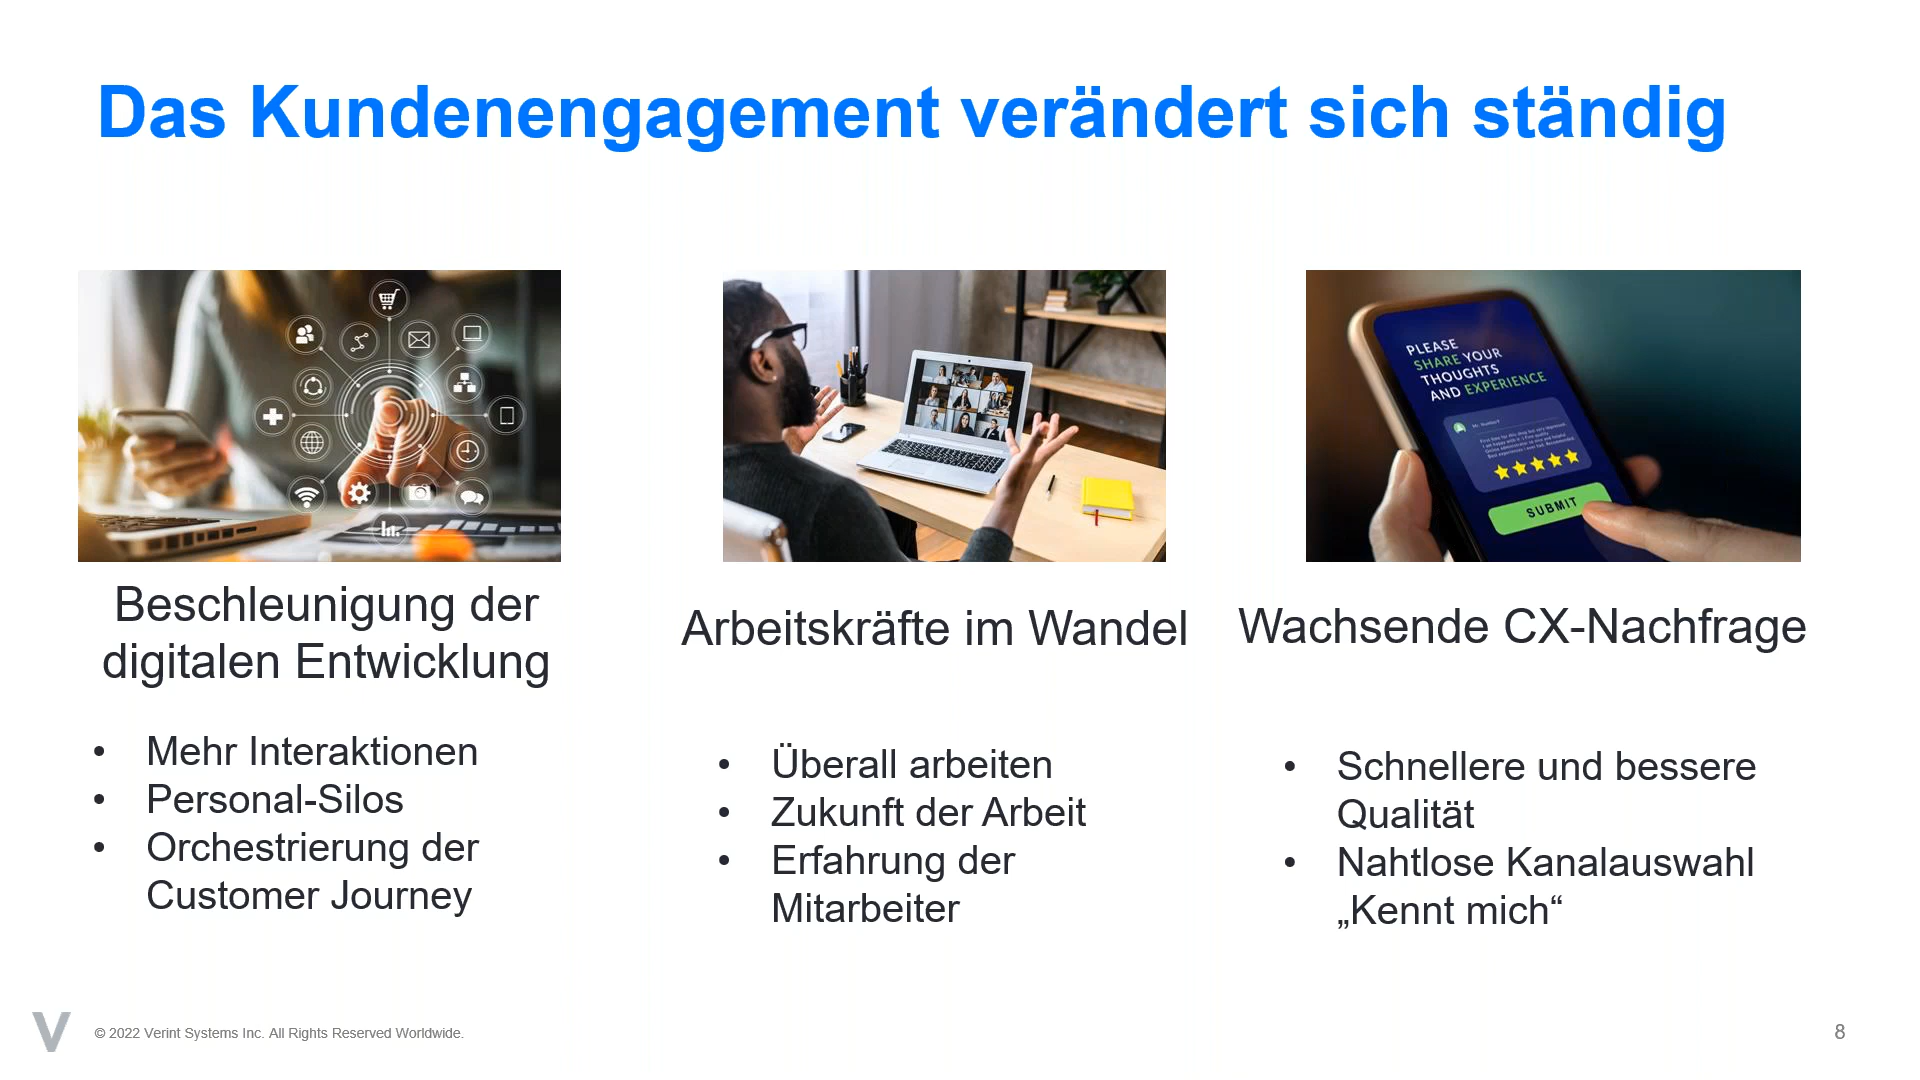 Das Kundenengagement verändert sich ständig
PLEASE
SHARE YOUR
THOUGHTS
AND EXPERIENCE
SUBMIT
Beschleunigung der
digitalen Entwicklung
• Mehr Interaktionen
• Personal-Silos
• Orchestrierung der
Customer Journey
Arbeitskräfte im Wandel
• Überall arbeiten
• Zukunft der Arbeit
• Erfahrung der
Mitarbeiter
Wachsende CX-Nachfrage
• Schnellere und bessere
Qualität
• Nahtlose Kanalauswahl
„Kennt mich“
V
© 2022 Verint Systems Inc. All Rights Reserved Worldwide.
8